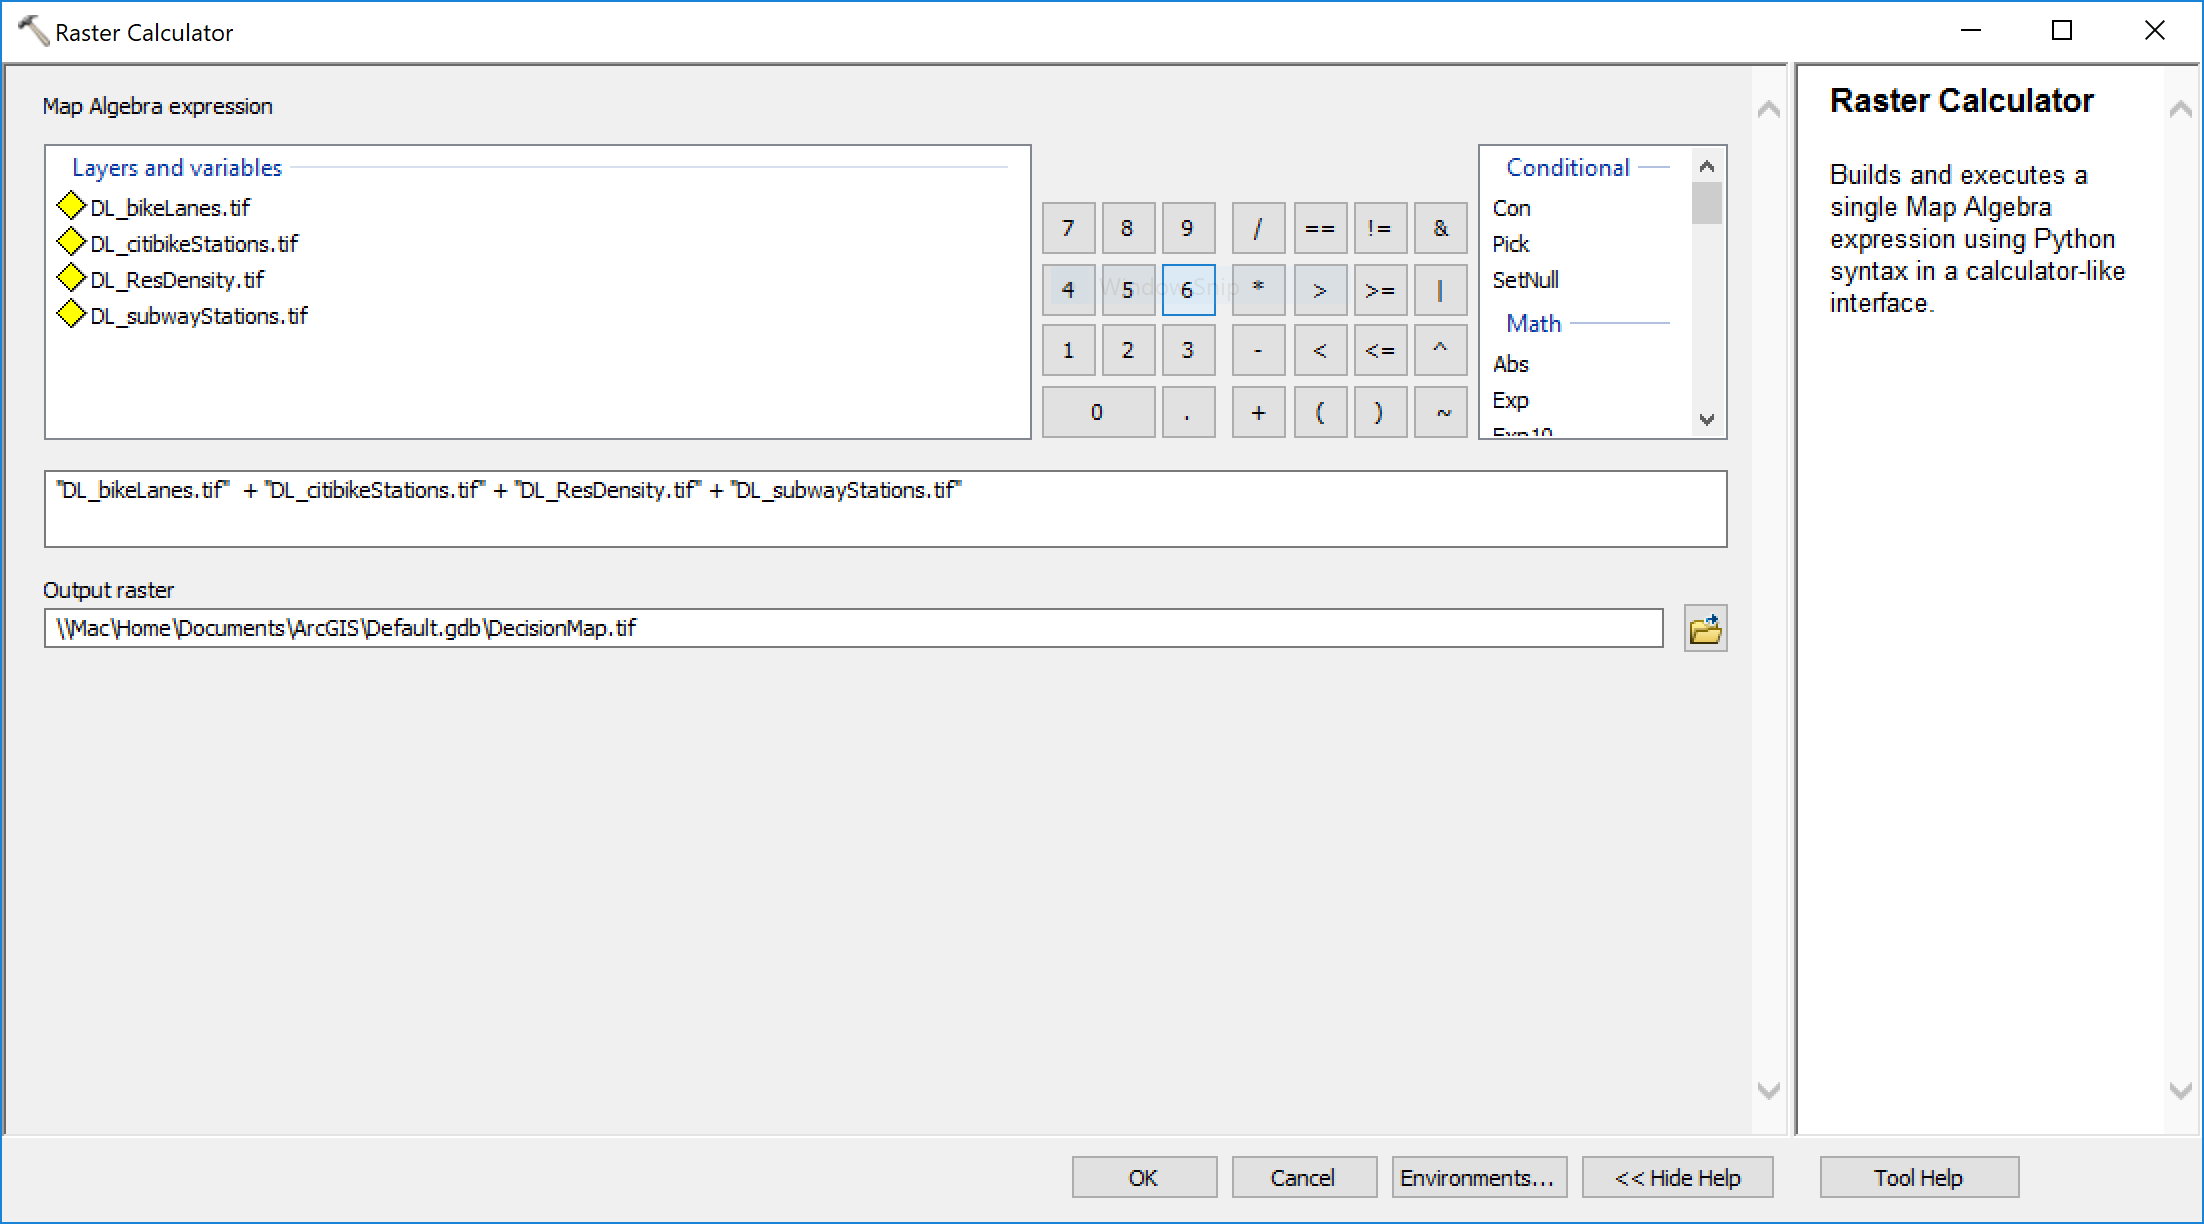 Raster Calculator
Map Algebra expression
Layers and variables
DL_bikeLanes.tif
DL_citibikeStations.tif
DL_ResDensity.tif
DL_subwayStations.tif
7 8 9 / == != &
4 5 6 * > >= |
Window Snip
1 2 3 - < <= ^
0 . + ( ) ~
Conditional
Con
Pick
SetNull
Math
Abs
Exp
Exp10
"DL_bikeLanes.tif"  + "DL_citibikeStations.tif" + "DL_ResDensity.tif" + "DL_subwayStations.tif"
Output raster
\\Mac\Home\Documents\ArcGIS\Default.gdb\DecisionMap.tif
OK Cancel Environments... << Hide Help Tool Help
Raster Calculator
Builds and executes a
single Map Algebra
expression using Python
syntax in a calculator-like
interface.